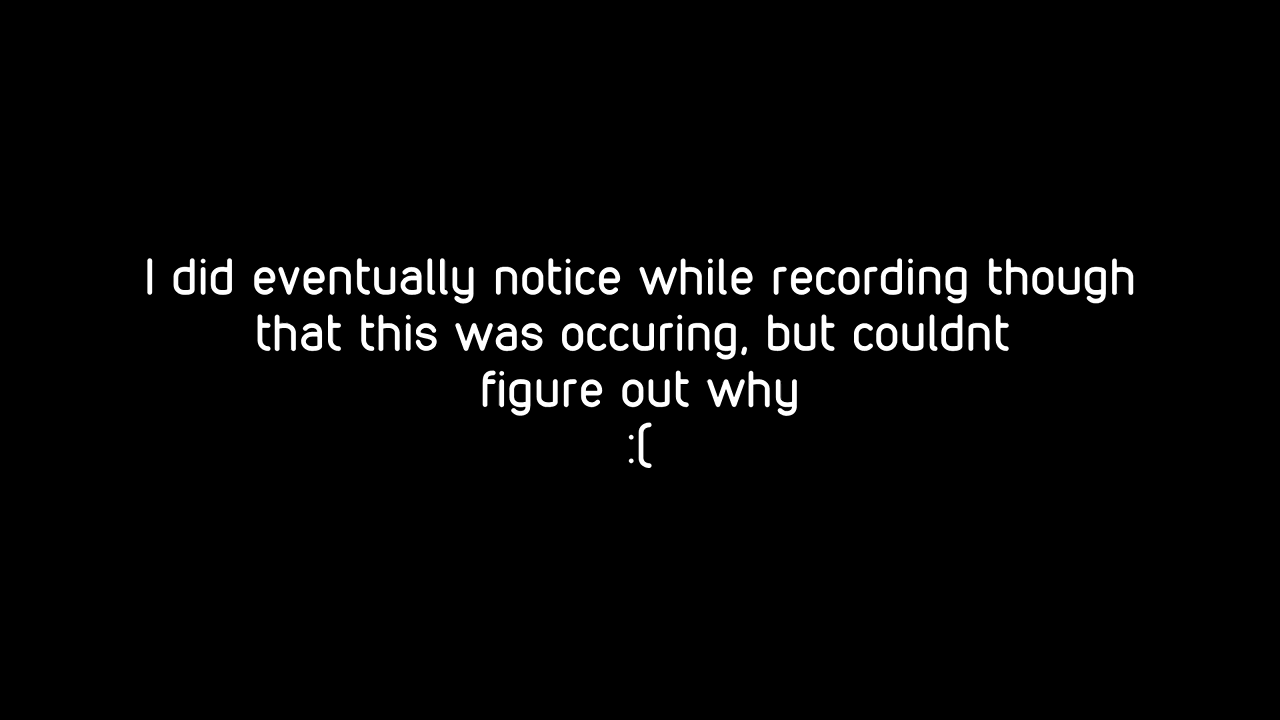 I did eventually notice while recording though
that this was occuring, but couldnt
figure out why
:(